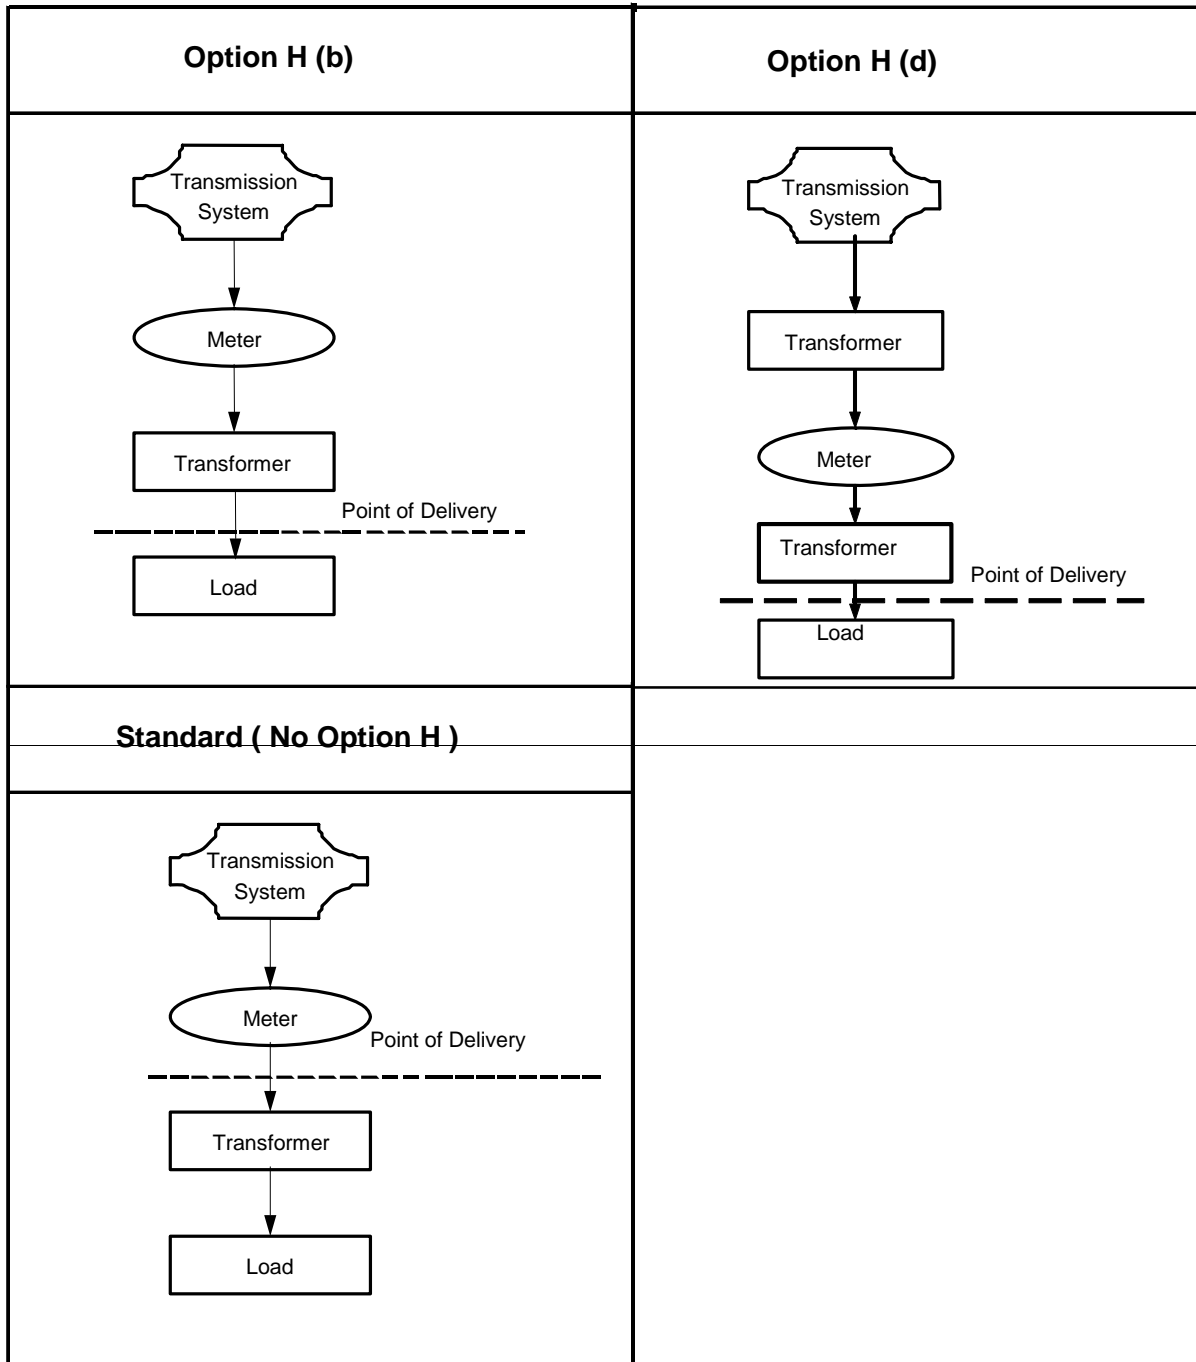 Option H (b)
Transmission
System
Meter
Transformer
Point of Delivery
Load
Option H (d)
Transmission
System
Transformer
Meter
Transformer
Point of Delivery
Load
Standard ( No Option H )
Transmission
System
Meter
Point of Delivery
Transformer
Load